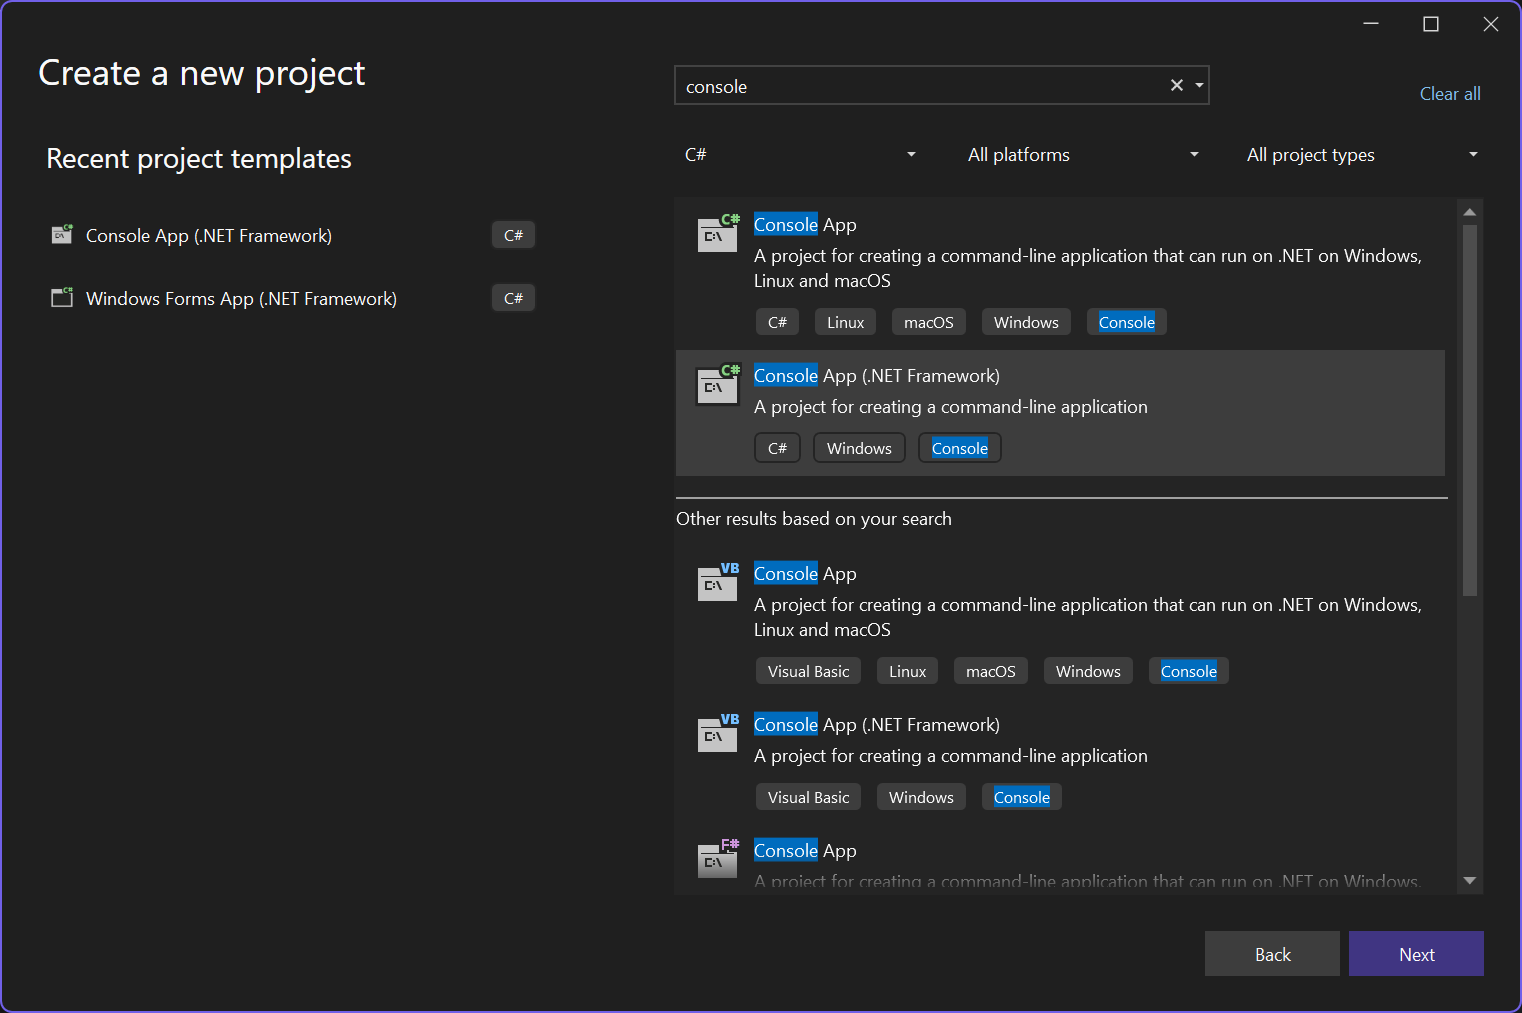 Create a new project
console
Clear all
Recent project templates
C#
All platforms
All project types
Console App (.NET Framework)
C#
Windows Forms App (.NET Framework)
C#
C#
C:\
Console App
A project for creating a command-line application that can run on .NET on Windows,
Linux and macOS
C#
Linux
macOS
Windows
Console
C#
C:\
Console App (.NET Framework)
A project for creating a command-line application
C#
Windows
Console
Other results based on your search
VB
C:\
Console App
A project for creating a command-line application that can run on .NET on Windows,
Linux and macOS
Visual Basic
Linux
macOS
Windows
Console
VB
C:\
Console App (.NET Framework)
A project for creating a command-line application
Visual Basic
Windows
Console
F#
C:\
Console App
A project for creating a command-line application that can run on .NET on Windows,
Back
Next